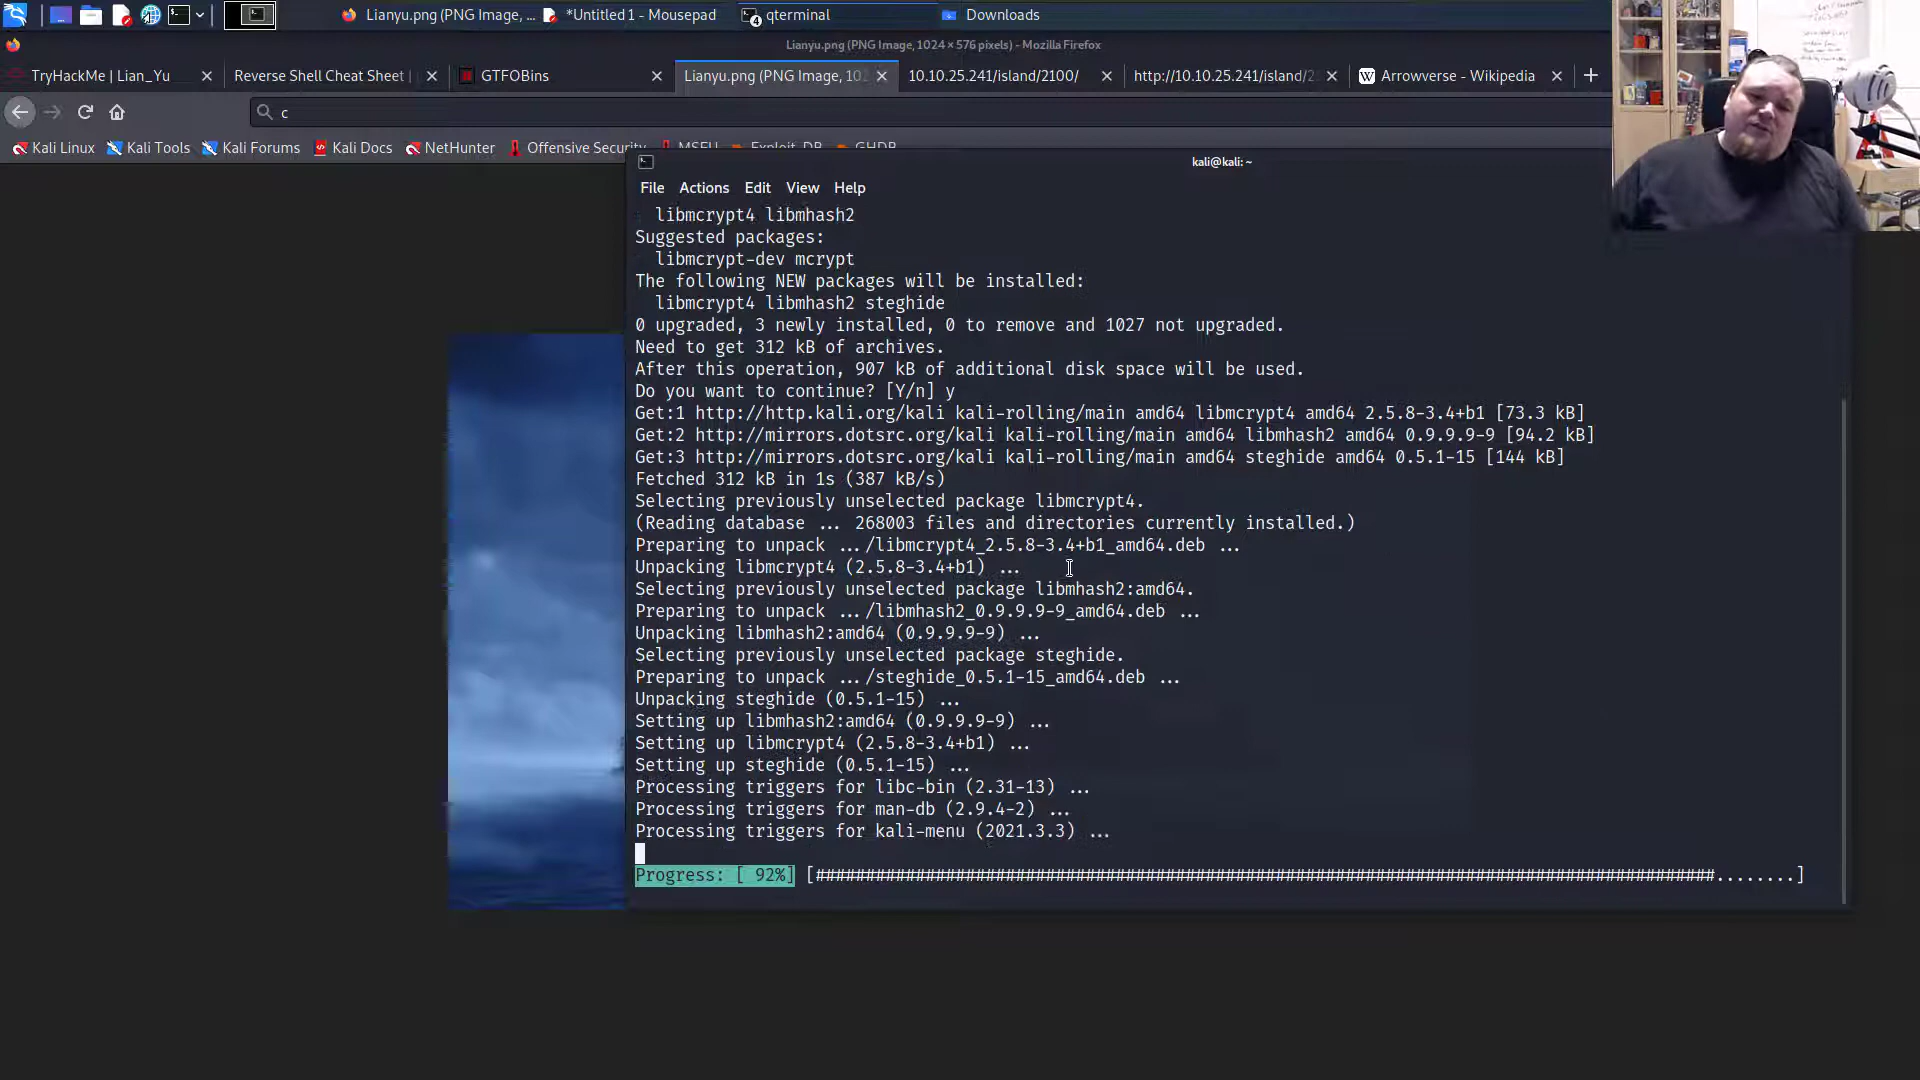 Lianyu.png (PNG Image, ...
*Untitled 1 - Mousepad
4 qterminal
Downloads
Lianyu.png (PNG Image, 1024 × 576 pixels) - Mozilla Firefox
TryHackMe | Lian_Yu
Reverse Shell Cheat Sheet |
GTFOBins
Lianyu.png (PNG Image, 102
10.10.25.241/island/2100/
http://10.10.25.241/island/2
Arrowverse - Wikipedia
c
Kali Linux
Kali Tools
Kali Forums
Kali Docs
NetHunter
Offensive Security
MSFU
Exploit-DB
GHDB
kali@kali: ~
File Actions Edit View Help
libmcrypt4 libmhash2
Suggested packages:
libmcrypt-dev mcrypt
The following NEW packages will be installed:
libmcrypt4 libmhash2 steghide
0 upgraded, 3 newly installed, 0 to remove and 1027 not upgraded.
Need to get 312 kB of archives.
After this operation, 907 kB of additional disk space will be used.
Do you want to continue? [Y/n] y
Get:1 http://http.kali.org/kali kali-rolling/main amd64 libmcrypt4 amd64 2.5.8-3.4+b1 [73.3 kB]
Get:2 http://mirrors.dotsrc.org/kali kali-rolling/main amd64 libmhash2 amd64 0.9.9.9-9 [94.2 kB]
Get:3 http://mirrors.dotsrc.org/kali kali-rolling/main amd64 steghide amd64 0.5.1-15 [144 kB]
Fetched 312 kB in 1s (387 kB/s)
Selecting previously unselected package libmcrypt4.
(Reading database ... 268003 files and directories currently installed.)
Preparing to unpack .../libmcrypt4_2.5.8-3.4+b1_amd64.deb ...
Unpacking libmcrypt4 (2.5.8-3.4+b1) ...
Selecting previously unselected package libmhash2:amd64.
Preparing to unpack .../libmhash2_0.9.9.9-9_amd64.deb ...
Unpacking libmhash2:amd64 (0.9.9.9-9) ...
Selecting previously unselected package steghide.
Preparing to unpack .../steghide_0.5.1-15_amd64.deb ...
Unpacking steghide (0.5.1-15) ...
Setting up libmhash2:amd64 (0.9.9.9-9) ...
Setting up libmcrypt4 (2.5.8-3.4+b1) ...
Setting up steghide (0.5.1-15) ...
Processing triggers for libc-bin (2.31-13) ...
Processing triggers for man-db (2.9.4-2) ...
Processing triggers for kali-menu (2021.3.3) ...
Progress: [ 92%] [##########################################################################################........]